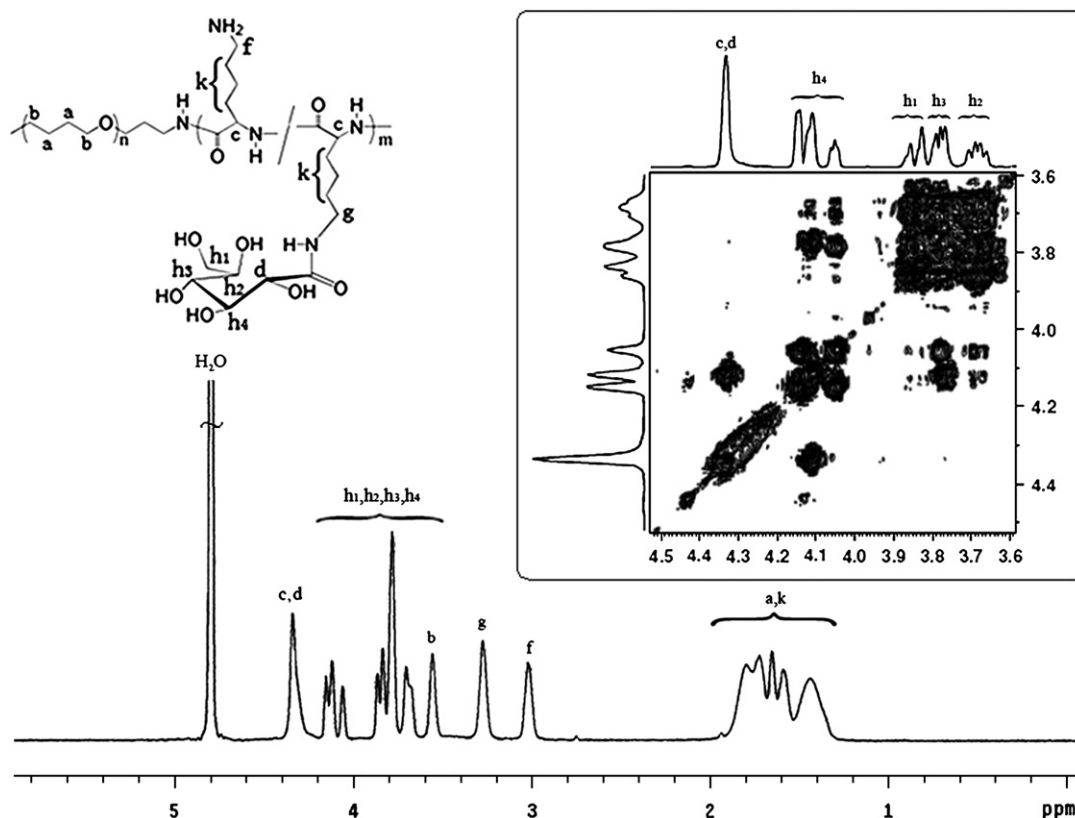 NH₂
f
k
b
a
O
n
a
b
H
N
O
c
N
H
O
c
H
N
m
k
g
H-N
O
HO
OH
h1
d
h3
h2
HO
OH
HO
h4
H₂O
c,d
h₁,h₂,h₃,h₄
b
g
f
a,k
5 4 3 2 1 ppm
c,d
h₄
h₁ h₃ h₂
3.6
3.8
4.0
4.2
4.4
4.5 4.4 4.3 4.2 4.1 4.0 3.9 3.8 3.7 3.6